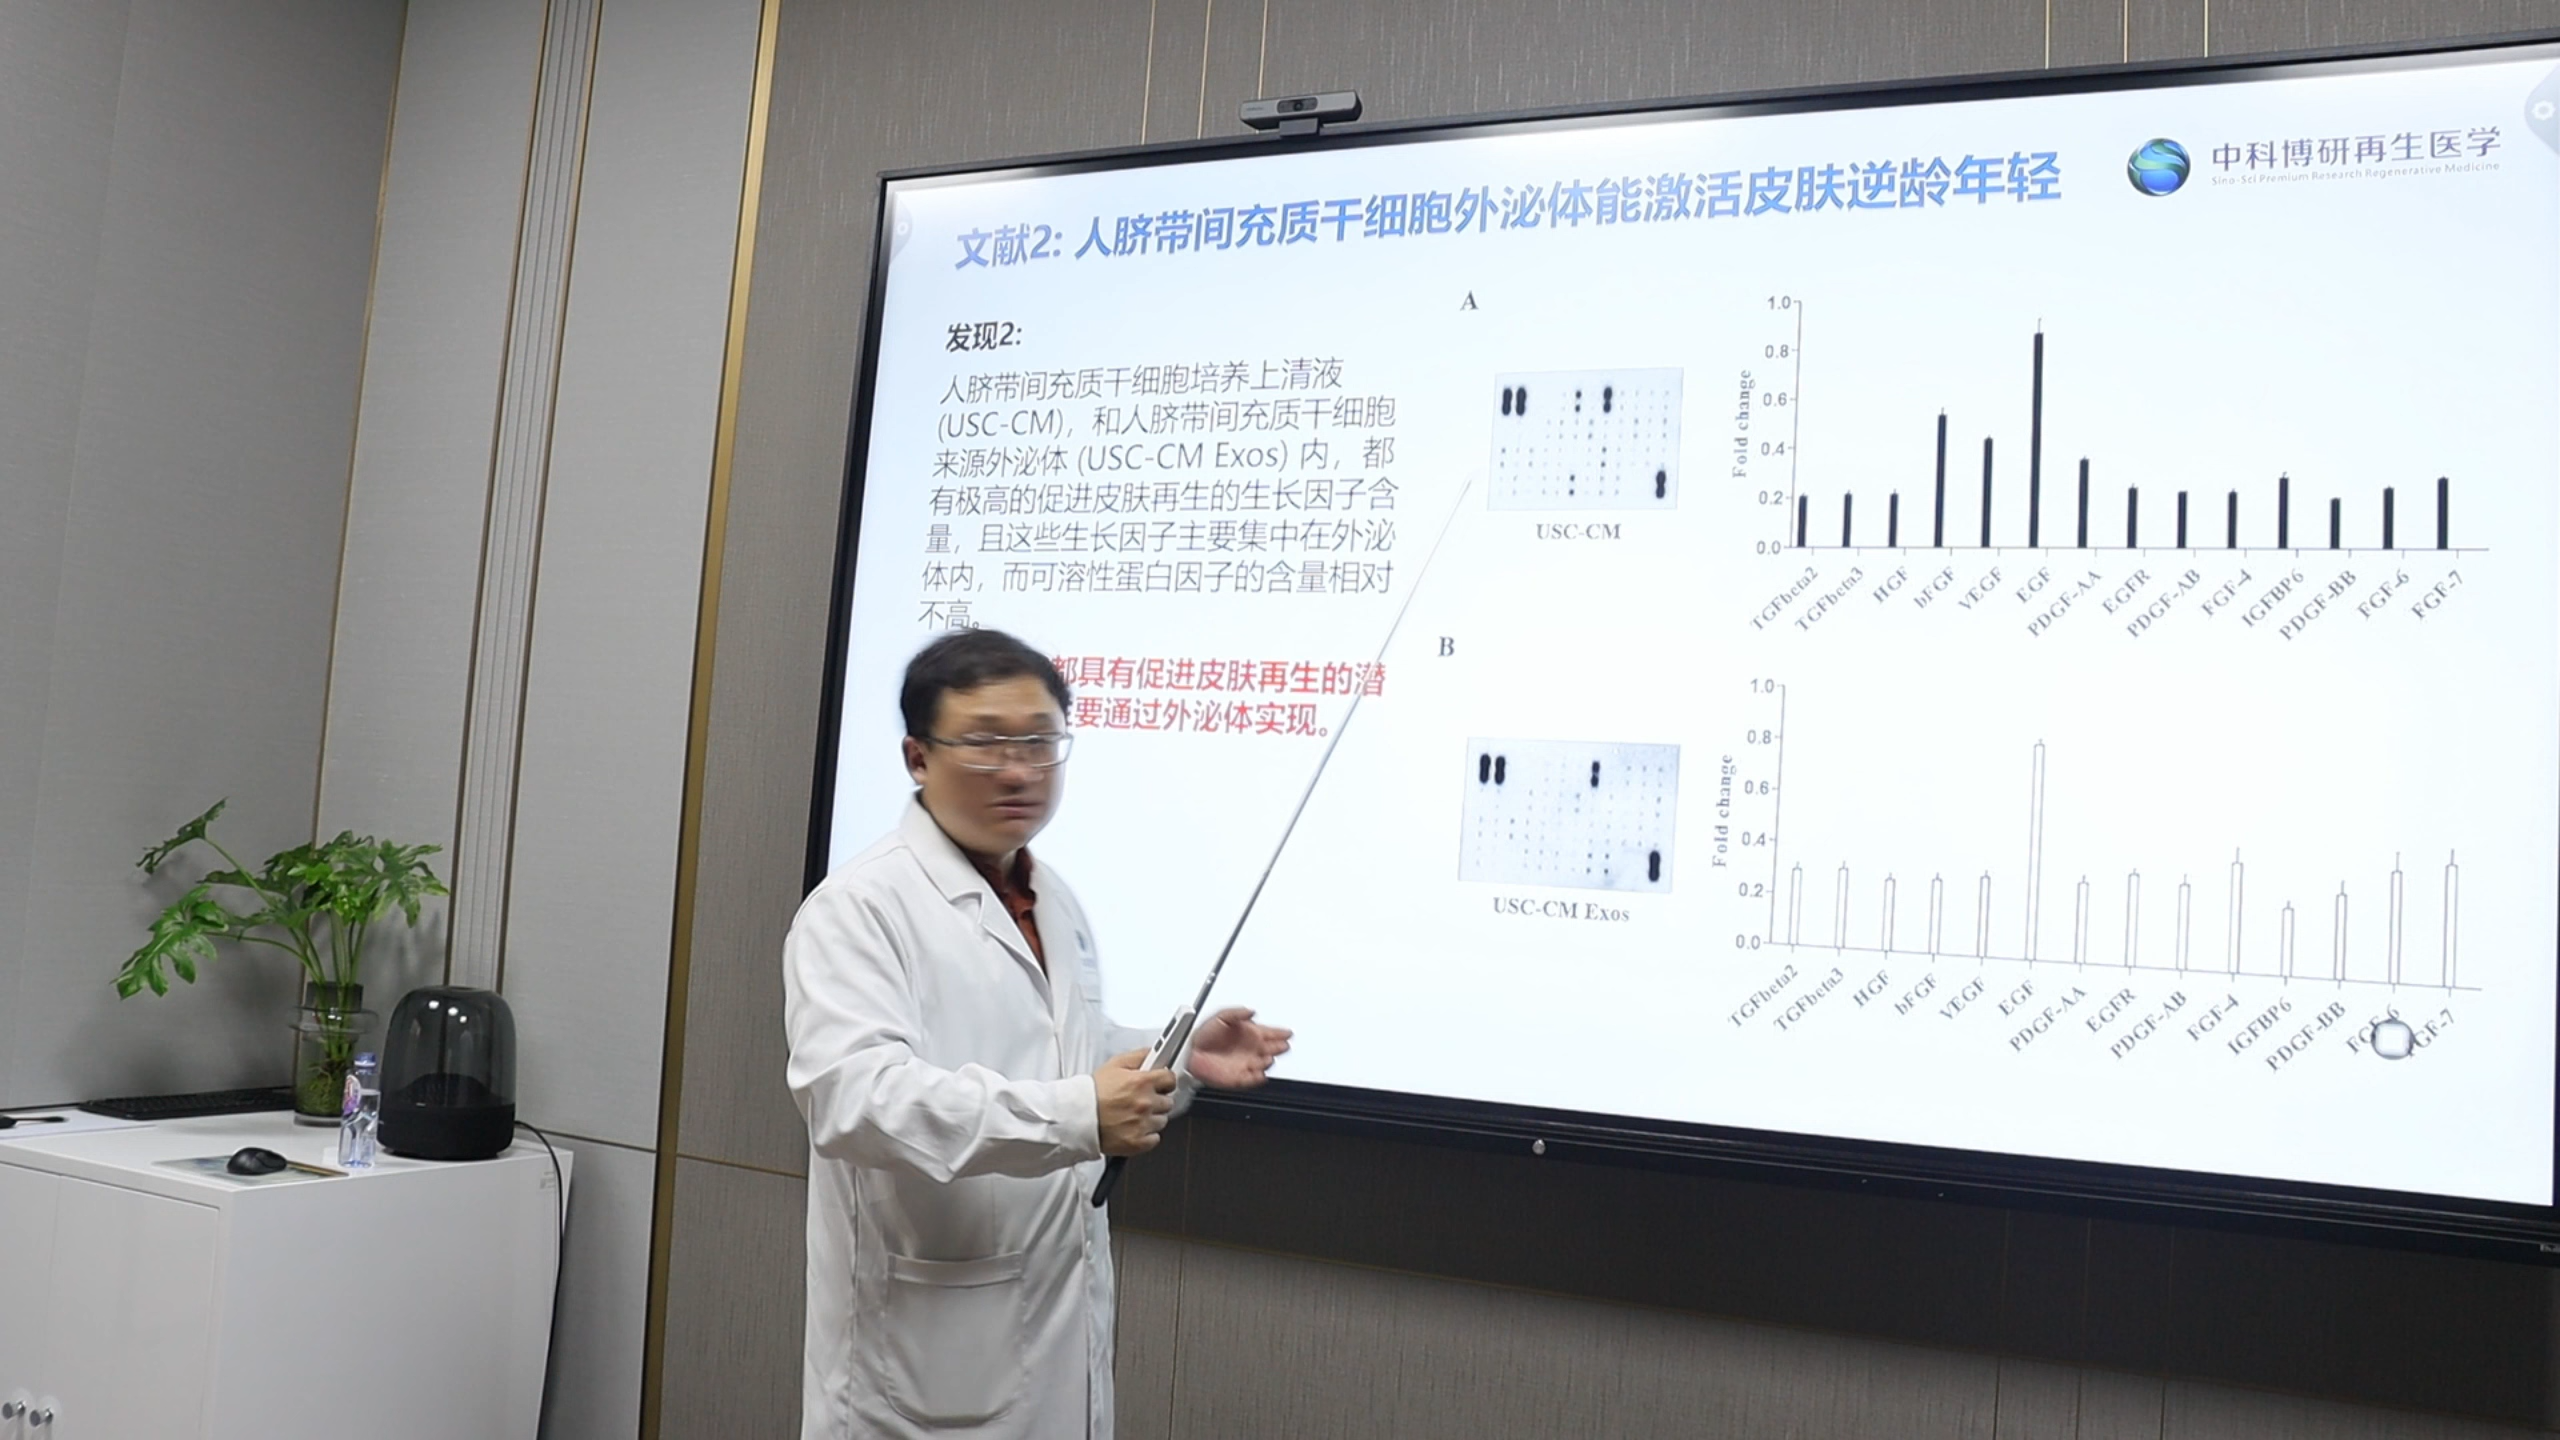 中科博研再生医学
Sino-Sci Premium Research Regenerative Medicine
文献2: 人脐带间充质干细胞外泌体能激活皮肤逆龄年轻
发现2:
人脐带间充质干细胞培养上清液
(USC-CM)，和人脐带间充质干细胞
来源外泌体 (USC-CM Exos) 内，都
有极高的促进皮肤再生的生长因子含
量，且这些生长因子主要集中在外泌
体内，而可溶性蛋白因子的含量相对
不高。
都具有促进皮肤再生的潜
要通过外泌体实现。
A
USC-CM
Fold change
1.0
0.8
0.6
0.4
0.2
0.0
TGFbeta2
TGFbeta3
HGF
bFGF
VEGF
EGF
PDGF-AA
EGFR
PDGF-AB
FGF-4
IGFBP6
PDGF-BB
FGF-6
FGF-7
B
USC-CM Exos
Fold change
1.0
0.8
0.6
0.4
0.2
0.0
TGFbeta2
TGFbeta3
HGF
bFGF
VEGF
EGF
PDGF-AA
EGFR
PDGF-AB
FGF-4
IGFBP6
PDGF-BB